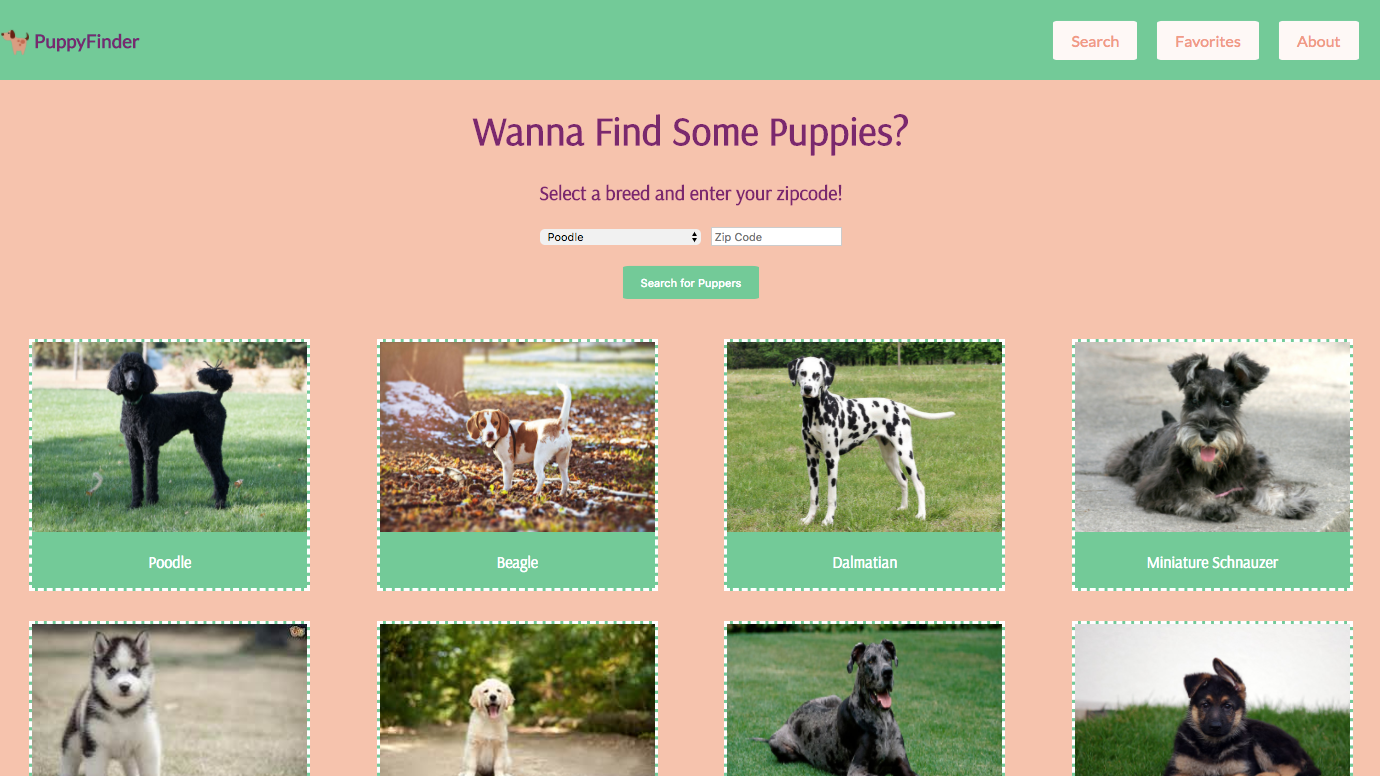 PuppyFinder
Search
Favorites
About
Wanna Find Some Puppies?
Select a breed and enter your zipcode!
Poodle
Zip Code
Search for Puppers
Poodle
Beagle
Dalmatian
Miniature Schnauzer